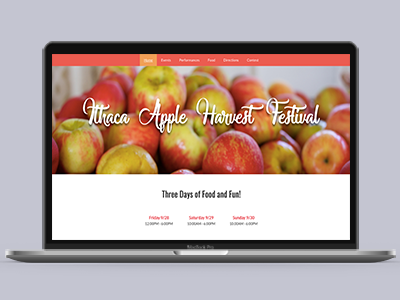 Home Events Performances Food Directions Contact
Ithaca Apple Harvest Festival
Three Days of Food and Fun!
Friday 9/28 Saturday 9/29 Sunday 9/30
12:00PM - 6:00PM 10:00AM - 6:00PM 10:00AM - 6:00PM
MacBook Pro